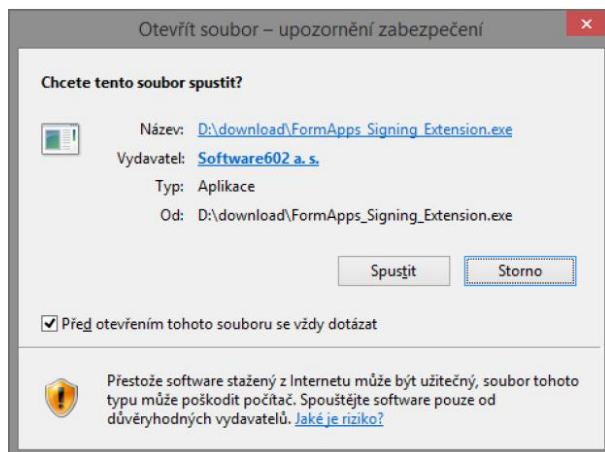 Otevřít soubor – upozornění zabezpečení
Chcete tento soubor spustit?
Název: D:\download\FormApps_Signing_Extension.exe
Vydavatel: Software602 a. s.
Typ: Aplikace
Od: D:\download\FormApps_Signing_Extension.exe
Spustit Storno
Před otevřením tohoto souboru se vždy dotázat
Přestože software stažený z Internetu může být užitečný, soubor tohoto
typu může poškodit počítač. Spouštějte software pouze od
důvěryhodných vydavatelů. Jaké je riziko?